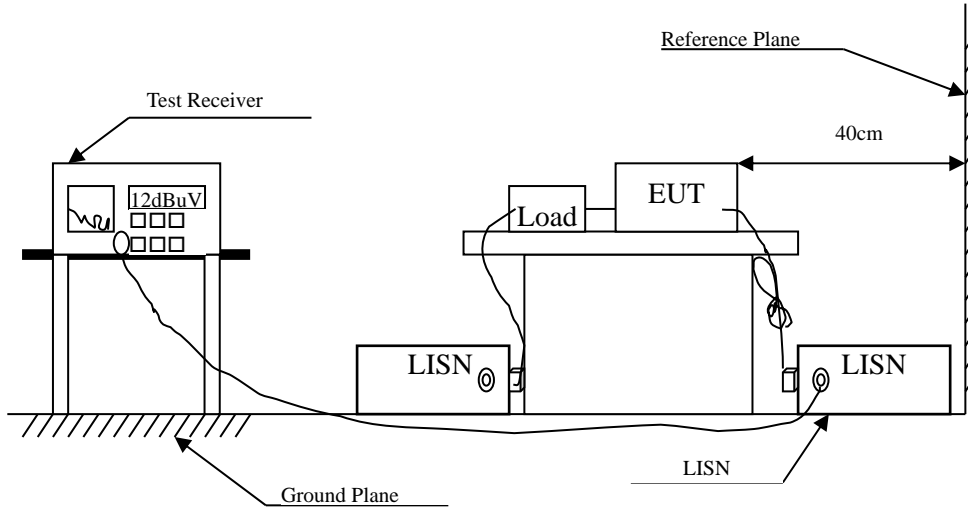 Reference Plane
Test Receiver
40cm
12dBuV
Load
EUT
LISN
LISN
LISN
Ground Plane